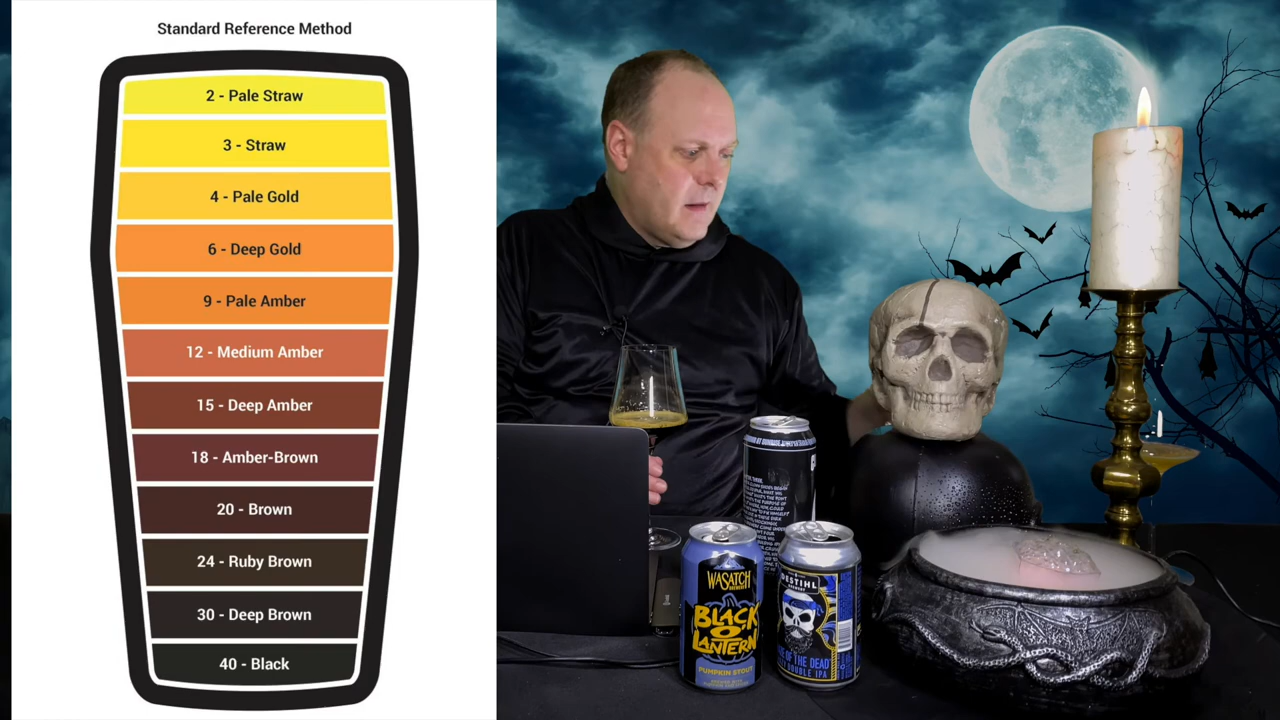 Standard Reference Method
2 - Pale Straw
3 - Straw
4 - Pale Gold
6 - Deep Gold
9 - Pale Amber
12 - Medium Amber
15 - Deep Amber
18 - Amber-Brown
20 - Brown
24 - Ruby Brown
30 - Deep Brown
40 - Black
WASATCH
BREWERY
BLACK
O
LANTERN
PUMPKIN STOUT
DESTIHL
BREWERY
OF THE DEAD
DOUBLE IPA